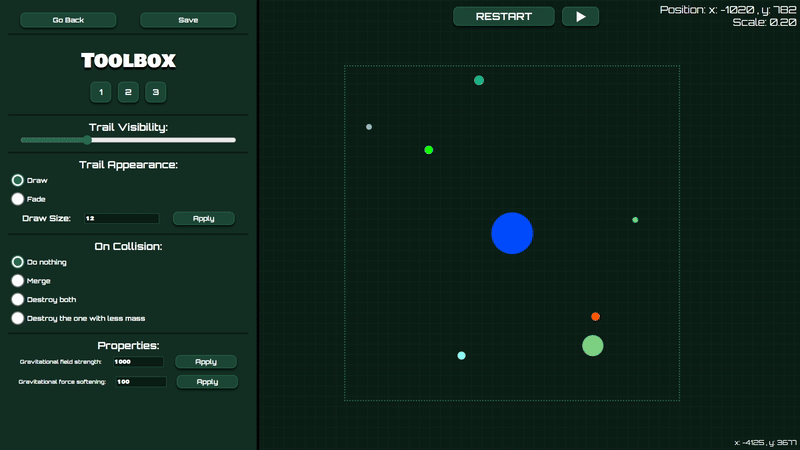 Go Back
Save
RESTART
Position: x: -1020 , y: 782
Scale: 0.20
TOOLBOX
1 2 3
Trail Visibility:
Trail Appearance:
Draw
Fade
Draw Size: 12 Apply
On Collision:
Do nothing
Merge
Destroy both
Destroy the one with less mass
Properties:
Gravitational field strength: 1000 Apply
Gravitational force softening: 100 Apply
x: -4125 , y: 3677